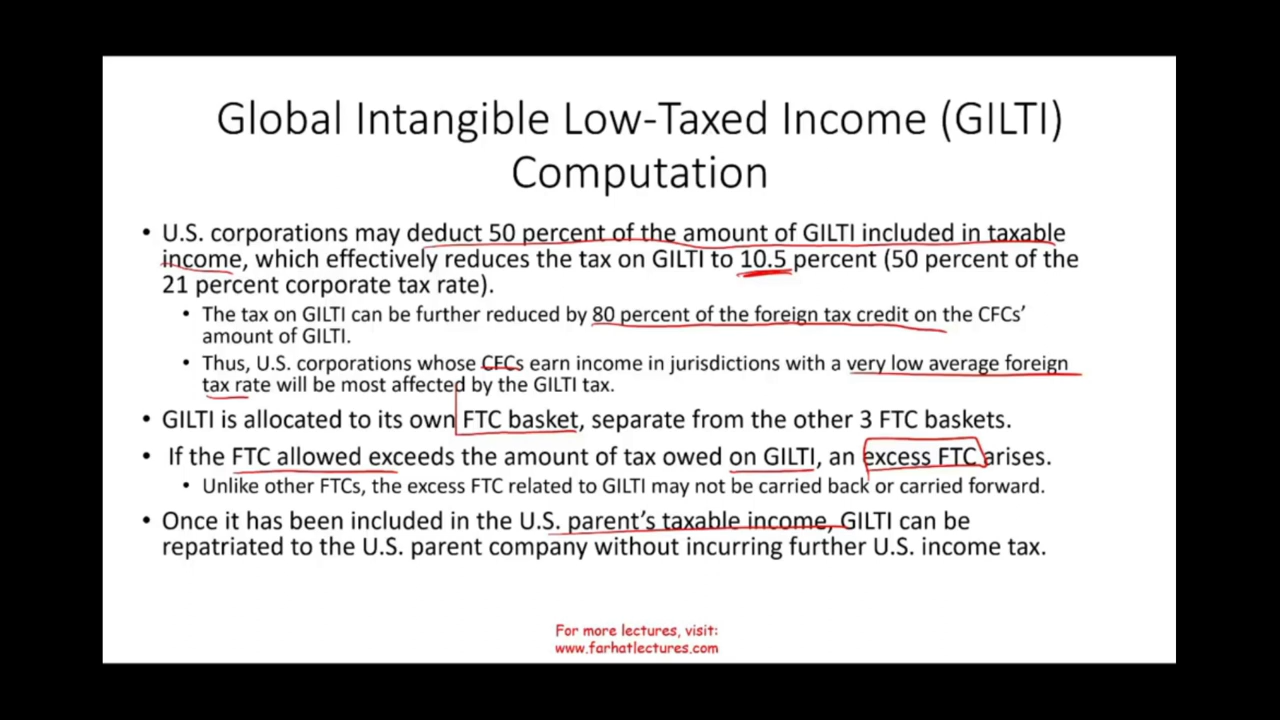 Global Intangible Low-Taxed Income (GILTI)
Computation
• U.S. corporations may deduct 50 percent of the amount of GILTI included in taxable
income, which effectively reduces the tax on GILTI to 10.5 percent (50 percent of the
21 percent corporate tax rate).
• The tax on GILTI can be further reduced by 80 percent of the foreign tax credit on the CFCs’
amount of GILTI.
• Thus, U.S. corporations whose CFCs earn income in jurisdictions with a very low average foreign
tax rate will be most affected by the GILTI tax.
• GILTI is allocated to its own FTC basket, separate from the other 3 FTC baskets.
• If the FTC allowed exceeds the amount of tax owed on GILTI, an excess FTC arises.
• Unlike other FTCs, the excess FTC related to GILTI may not be carried back or carried forward.
• Once it has been included in the U.S. parent’s taxable income, GILTI can be
repatriated to the U.S. parent company without incurring further U.S. income tax.
For more lectures, visit:
www.farhatlectures.com